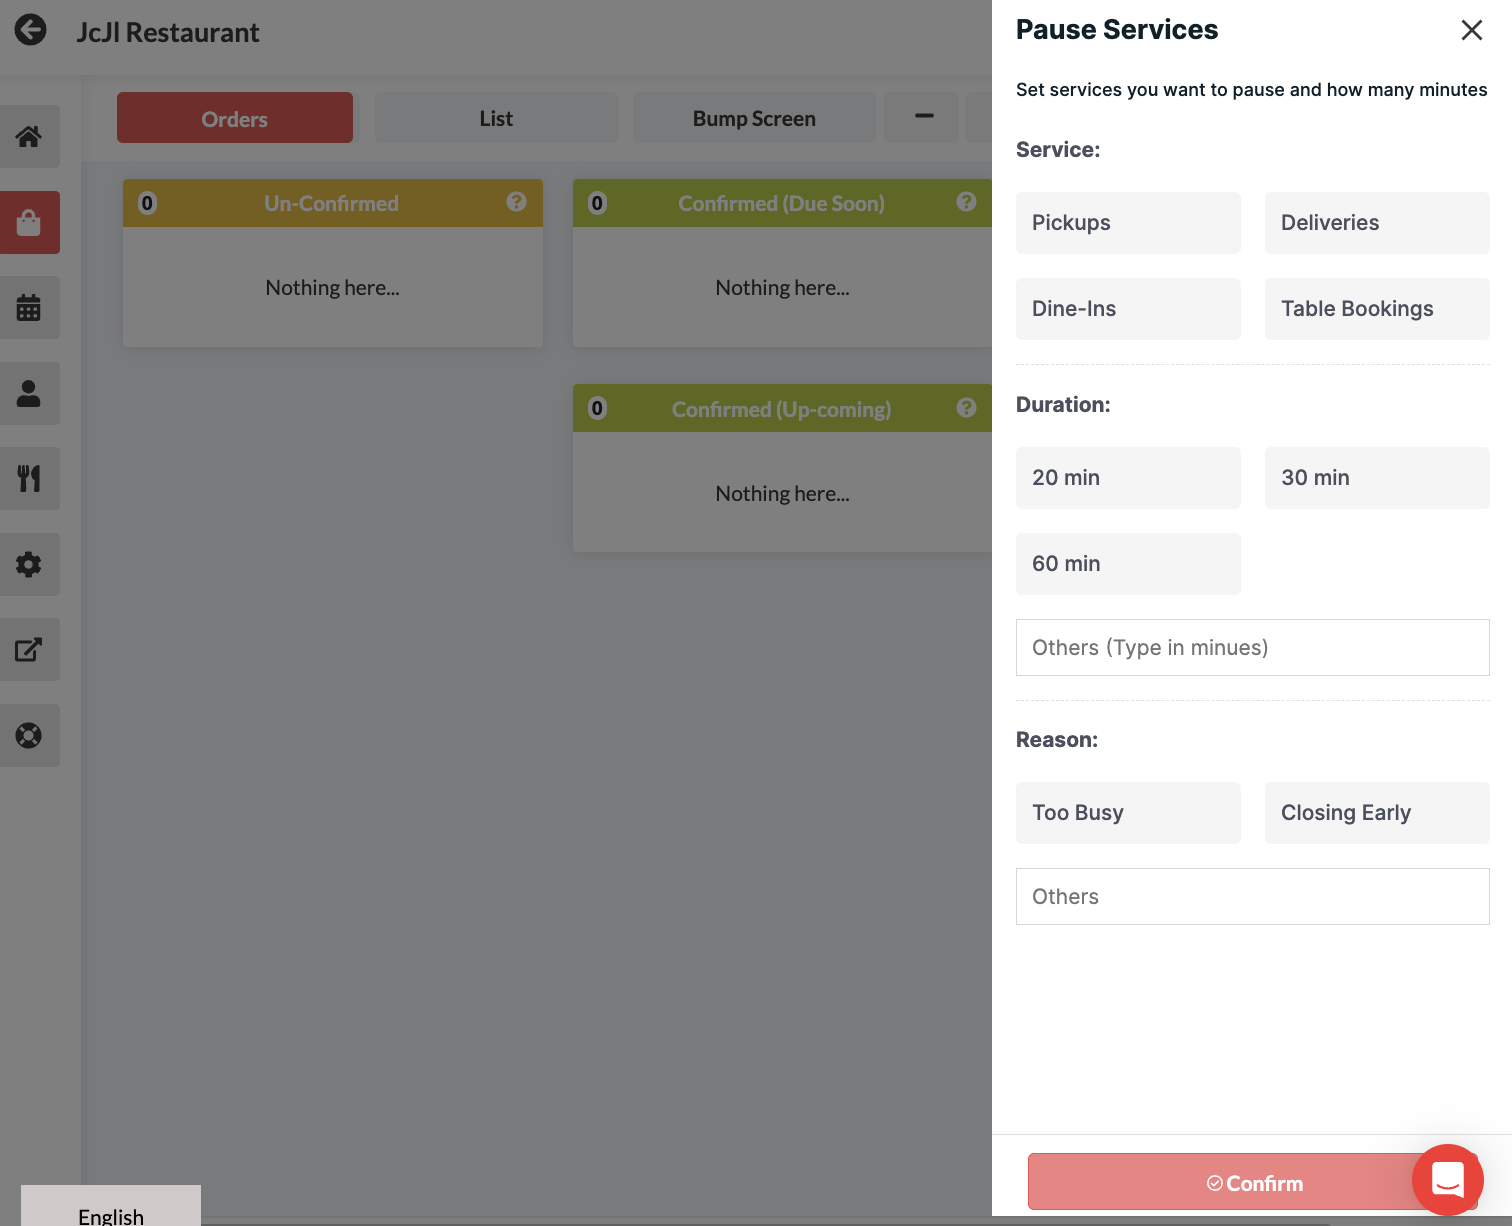 JcJl Restaurant
Orders
List
Bump Screen
0
Un-Confirmed
?
Nothing here...
0
Confirmed (Due Soon)
?
Nothing here...
0
Confirmed (Up-coming)
?
Nothing here...
English
Pause Services
Set services you want to pause and how many minutes
Service:
Pickups
Deliveries
Dine-Ins
Table Bookings
Duration:
20 min
30 min
60 min
Others (Type in minues)
Reason:
Too Busy
Closing Early
Others
Confirm